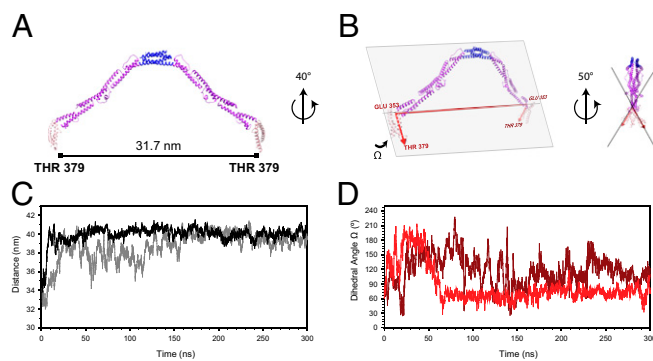 A
40°
31.7 nm
THR 379
THR 379
B
GLU 353
GLU 353
THR 379
THR 379
Ω
50°
C
Distance (nm)
42
40
38
36
34
32
30
0
50
100
150
200
250
300
Time (ns)
D
Dihedral Angle Ω (°)
240
210
180
150
120
90
60
30
0
0
50
100
150
200
250
300
Time (ns)